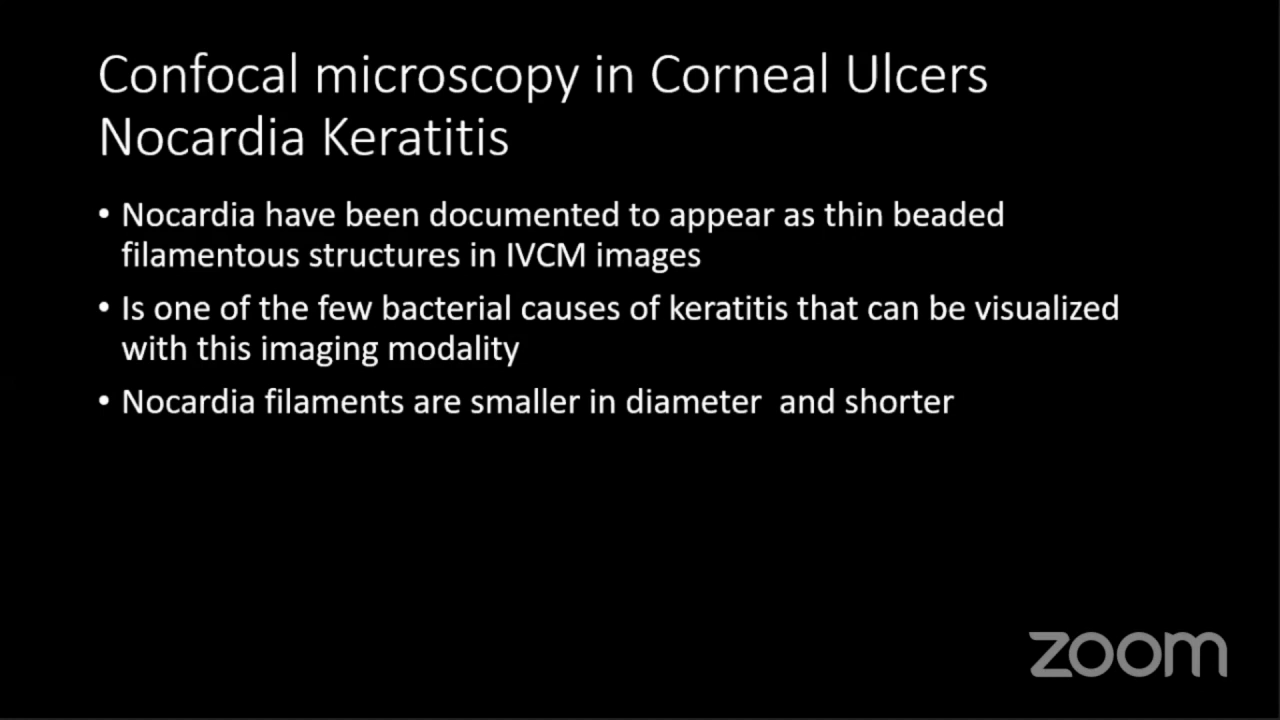 Confocal microscopy in Corneal Ulcers
Nocardia Keratitis
• Nocardia have been documented to appear as thin beaded
filamentous structures in IVCM images
• Is one of the few bacterial causes of keratitis that can be visualized
with this imaging modality
• Nocardia filaments are smaller in diameter  and shorter
zoom